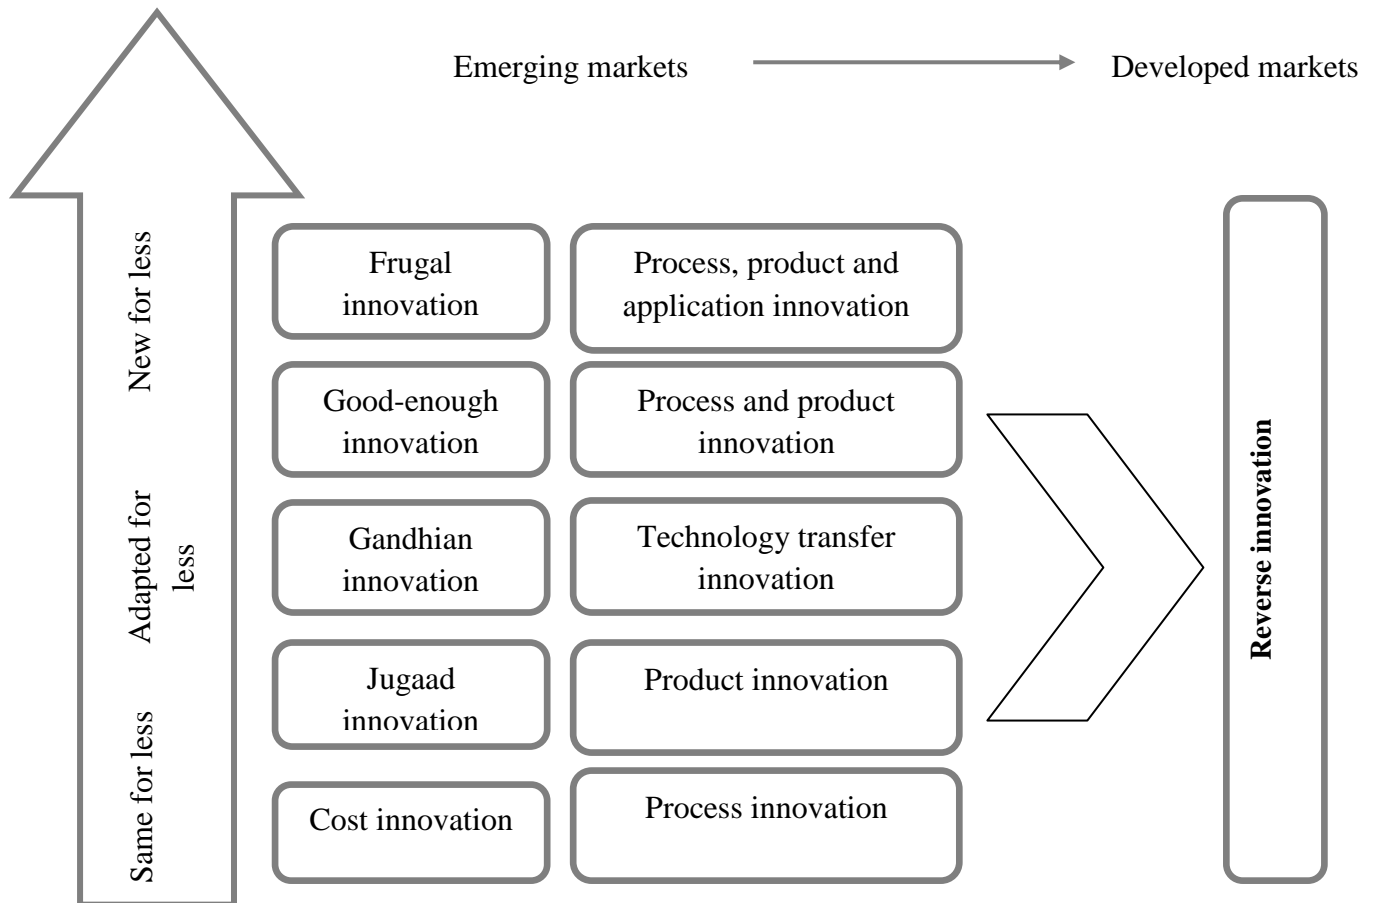 Emerging markets
Developed markets
New for less
Adapted for
less
Same for less
Frugal
innovation
Process, product and
application innovation
Good-enough
innovation
Process and product
innovation
Gandhian
innovation
Technology transfer
innovation
Jugaad
innovation
Product innovation
Cost innovation
Process innovation
Reverse innovation